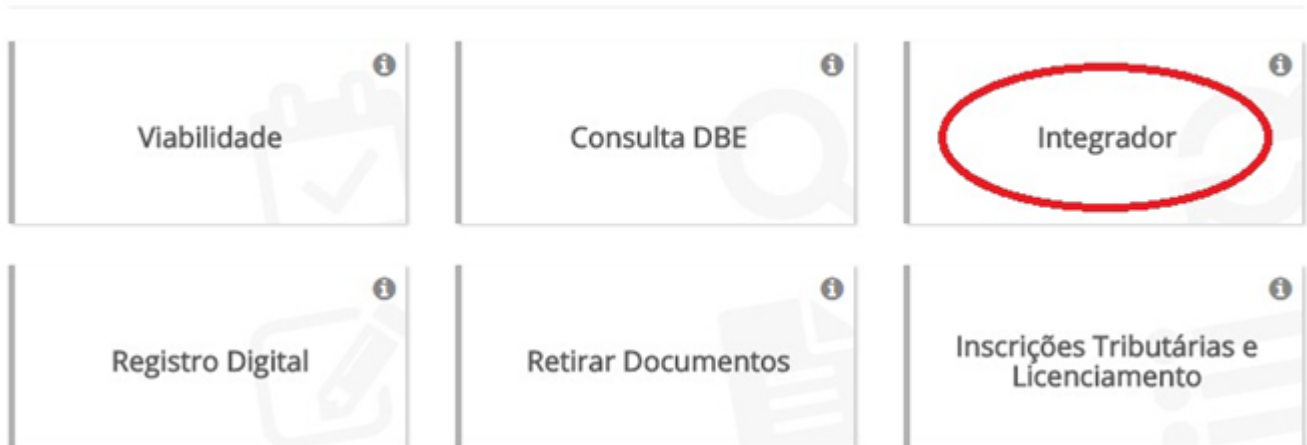 Viabilidade
Consulta DBE
Integrador
Registro Digital
Retirar Documentos
Inscrições Tributárias e
Licenciamento